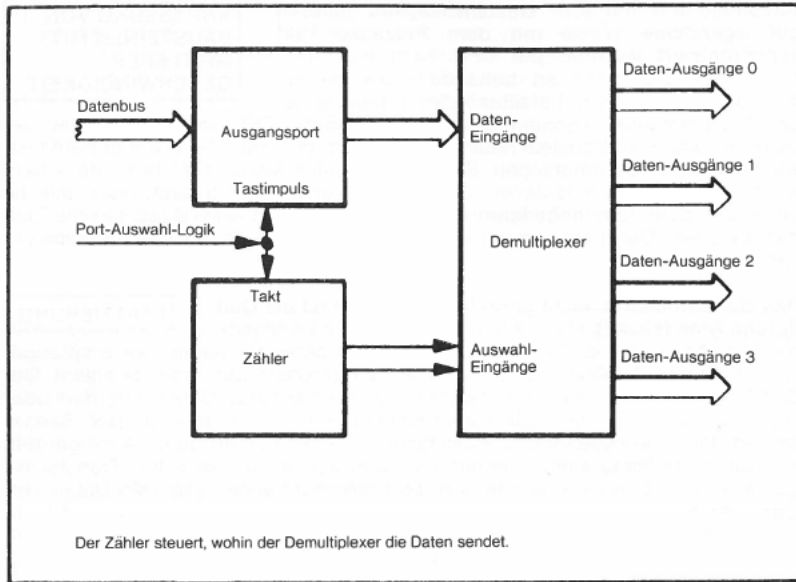 Datenbus
Ausgangsport
Tastimpuls
Port-Auswahl-Logik
Takt
Zähler
Daten-
Eingänge
Demultiplexer
Auswahl-
Eingänge
Daten-Ausgänge 0
Daten-Ausgänge 1
Daten-Ausgänge 2
Daten-Ausgänge 3
Der Zähler steuert, wohin der Demultiplexer die Daten sendet.